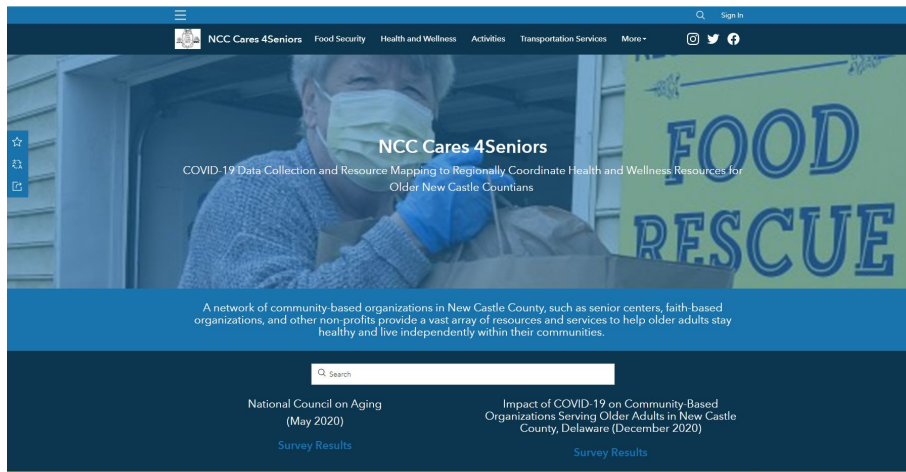 Sign In
NCC Cares 4Seniors
Food Security
Health and Wellness
Activities
Transportation Services
More
FOOD
RESCUE
NCC Cares 4Seniors
COVID-19 Data Collection and Resource Mapping to Regionally Coordinate Health and Wellness Resources for
Older New Castle Countians
A network of community-based organizations in New Castle County, such as senior centers, faith-based
organizations, and other non-profits provide a vast array of resources and services to help older adults stay
healthy and live independently within their communities.
Search
National Council on Aging
(May 2020)
Survey Results
Impact of COVID-19 on Community-Based
Organizations Serving Older Adults in New Castle
County, Delaware (December 2020)
Survey Results